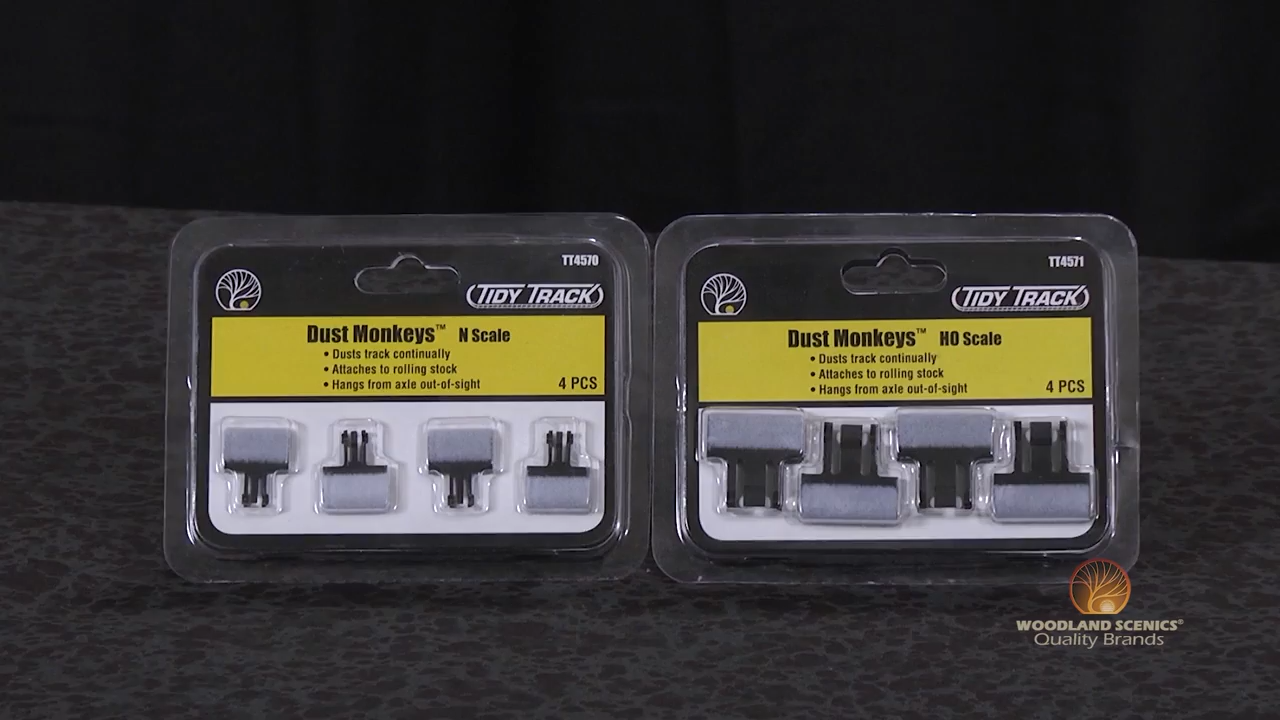 TT4570
TIDY TRACK
Dust Monkeys™ N Scale
• Dusts track continually
• Attaches to rolling stock
• Hangs from axle out-of-sight
4 PCS
TT4571
TIDY TRACK
Dust Monkeys™ HO Scale
• Dusts track continually
• Attaches to rolling stock
• Hangs from axle out-of-sight
4 PCS
WOODLAND SCENICS®
Quality Brands